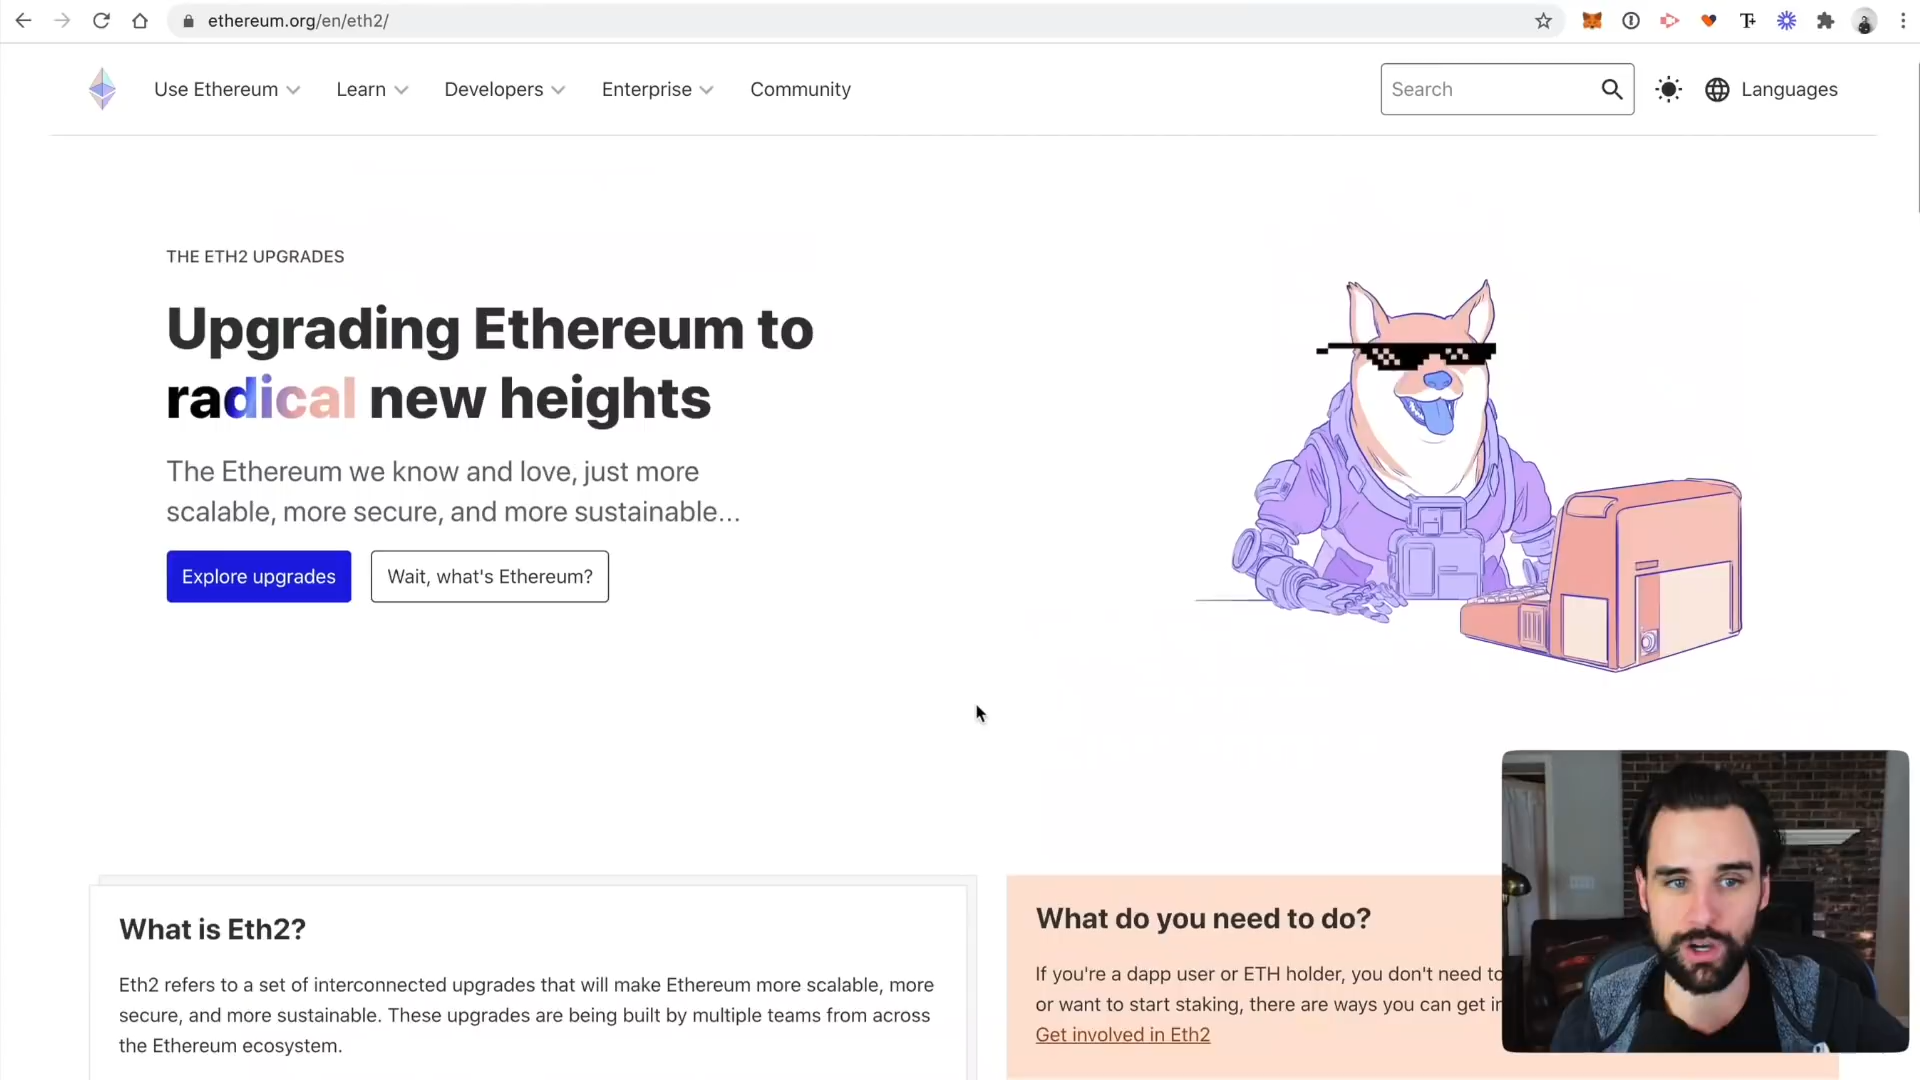 ethereum.org/en/eth2/
Use Ethereum
Learn
Developers
Enterprise
Community
Search
Languages
THE ETH2 UPGRADES
Upgrading Ethereum to
radical new heights
The Ethereum we know and love, just more
scalable, more secure, and more sustainable...
Explore upgrades
Wait, what's Ethereum?
What is Eth2?
Eth2 refers to a set of interconnected upgrades that will make Ethereum more scalable, more
secure, and more sustainable. These upgrades are being built by multiple teams from across
the Ethereum ecosystem.
What do you need to do?
If you're a dapp user or ETH holder, you don't need to
or want to start staking, there are ways you can get
Get involved in Eth2